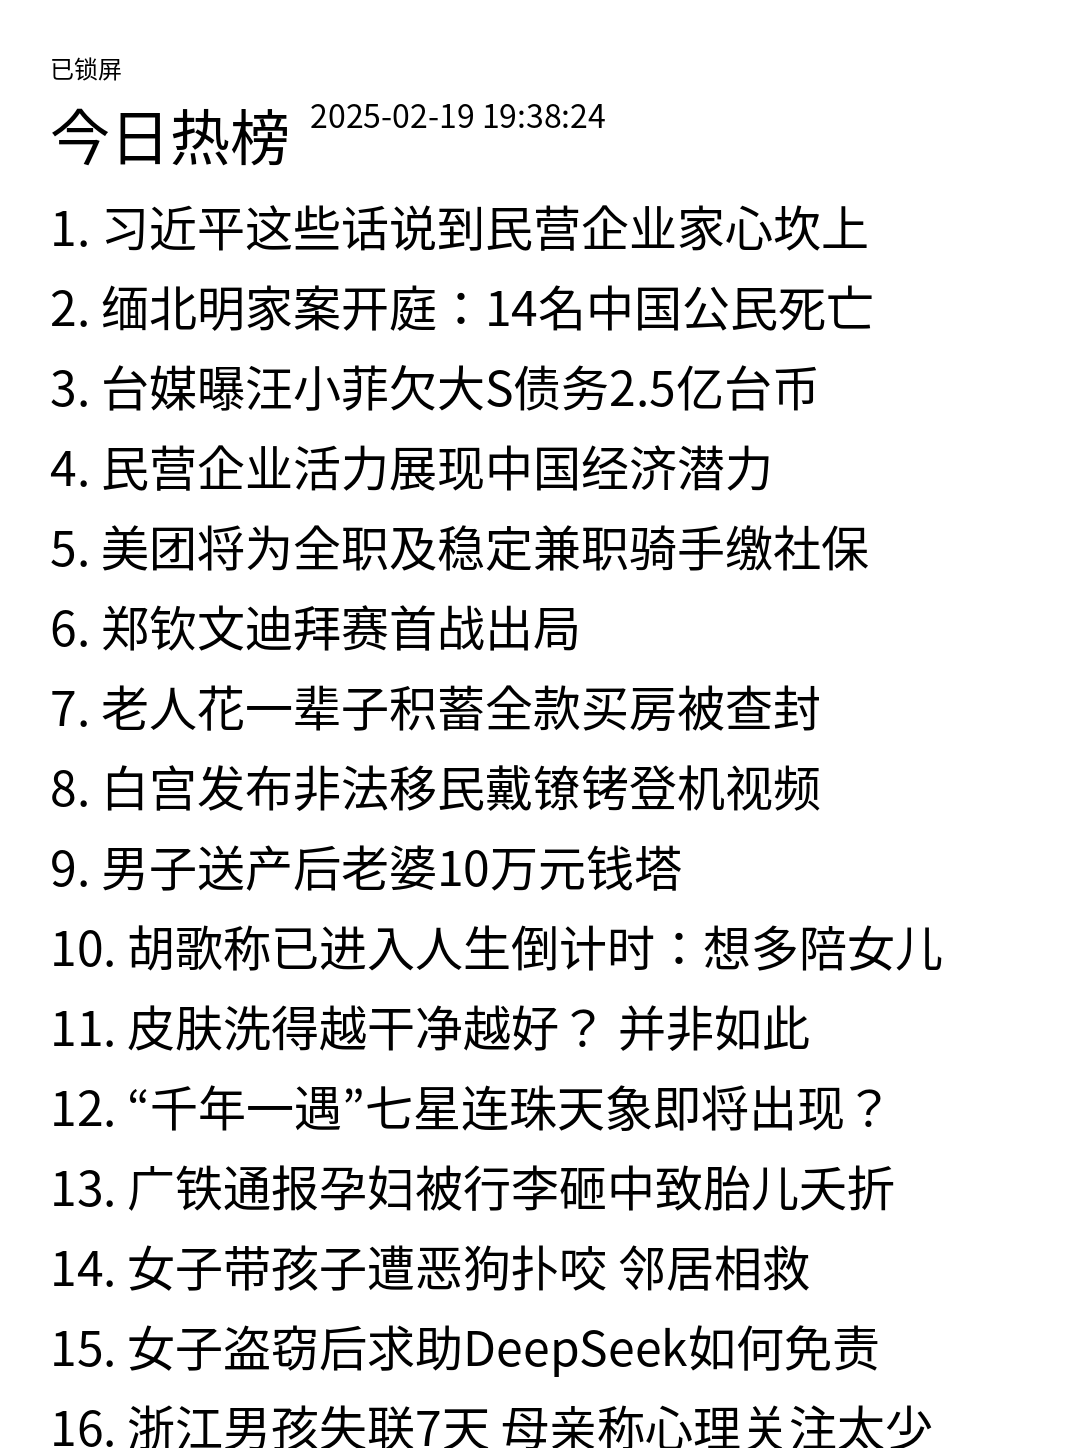 已锁屏
今日热榜 2025-02-19 19:38:24
1. 习近平这些话说到民营企业家心坎上
2. 缅北明家案开庭：14名中国公民死亡
3. 台媒曝汪小菲欠大S债务2.5亿台币
4. 民营企业活力展现中国经济潜力
5. 美团将为全职及稳定兼职骑手缴社保
6. 郑钦文迪拜赛首战出局
7. 老人花一辈子积蓄全款买房被查封
8. 白宫发布非法移民戴镣铐登机视频
9. 男子送产后老婆10万元钱塔
10. 胡歌称已进入人生倒计时：想多陪女儿
11. 皮肤洗得越干净越好？ 并非如此
12. “千年一遇”七星连珠天象即将出现？
13. 广铁通报孕妇被行李砸中致胎儿夭折
14. 女子带孩子遭恶狗扑咬 邻居相救
15. 女子盗窃后求助DeepSeek如何免责
16. 浙江男孩失联7天 母亲称心理关注太少